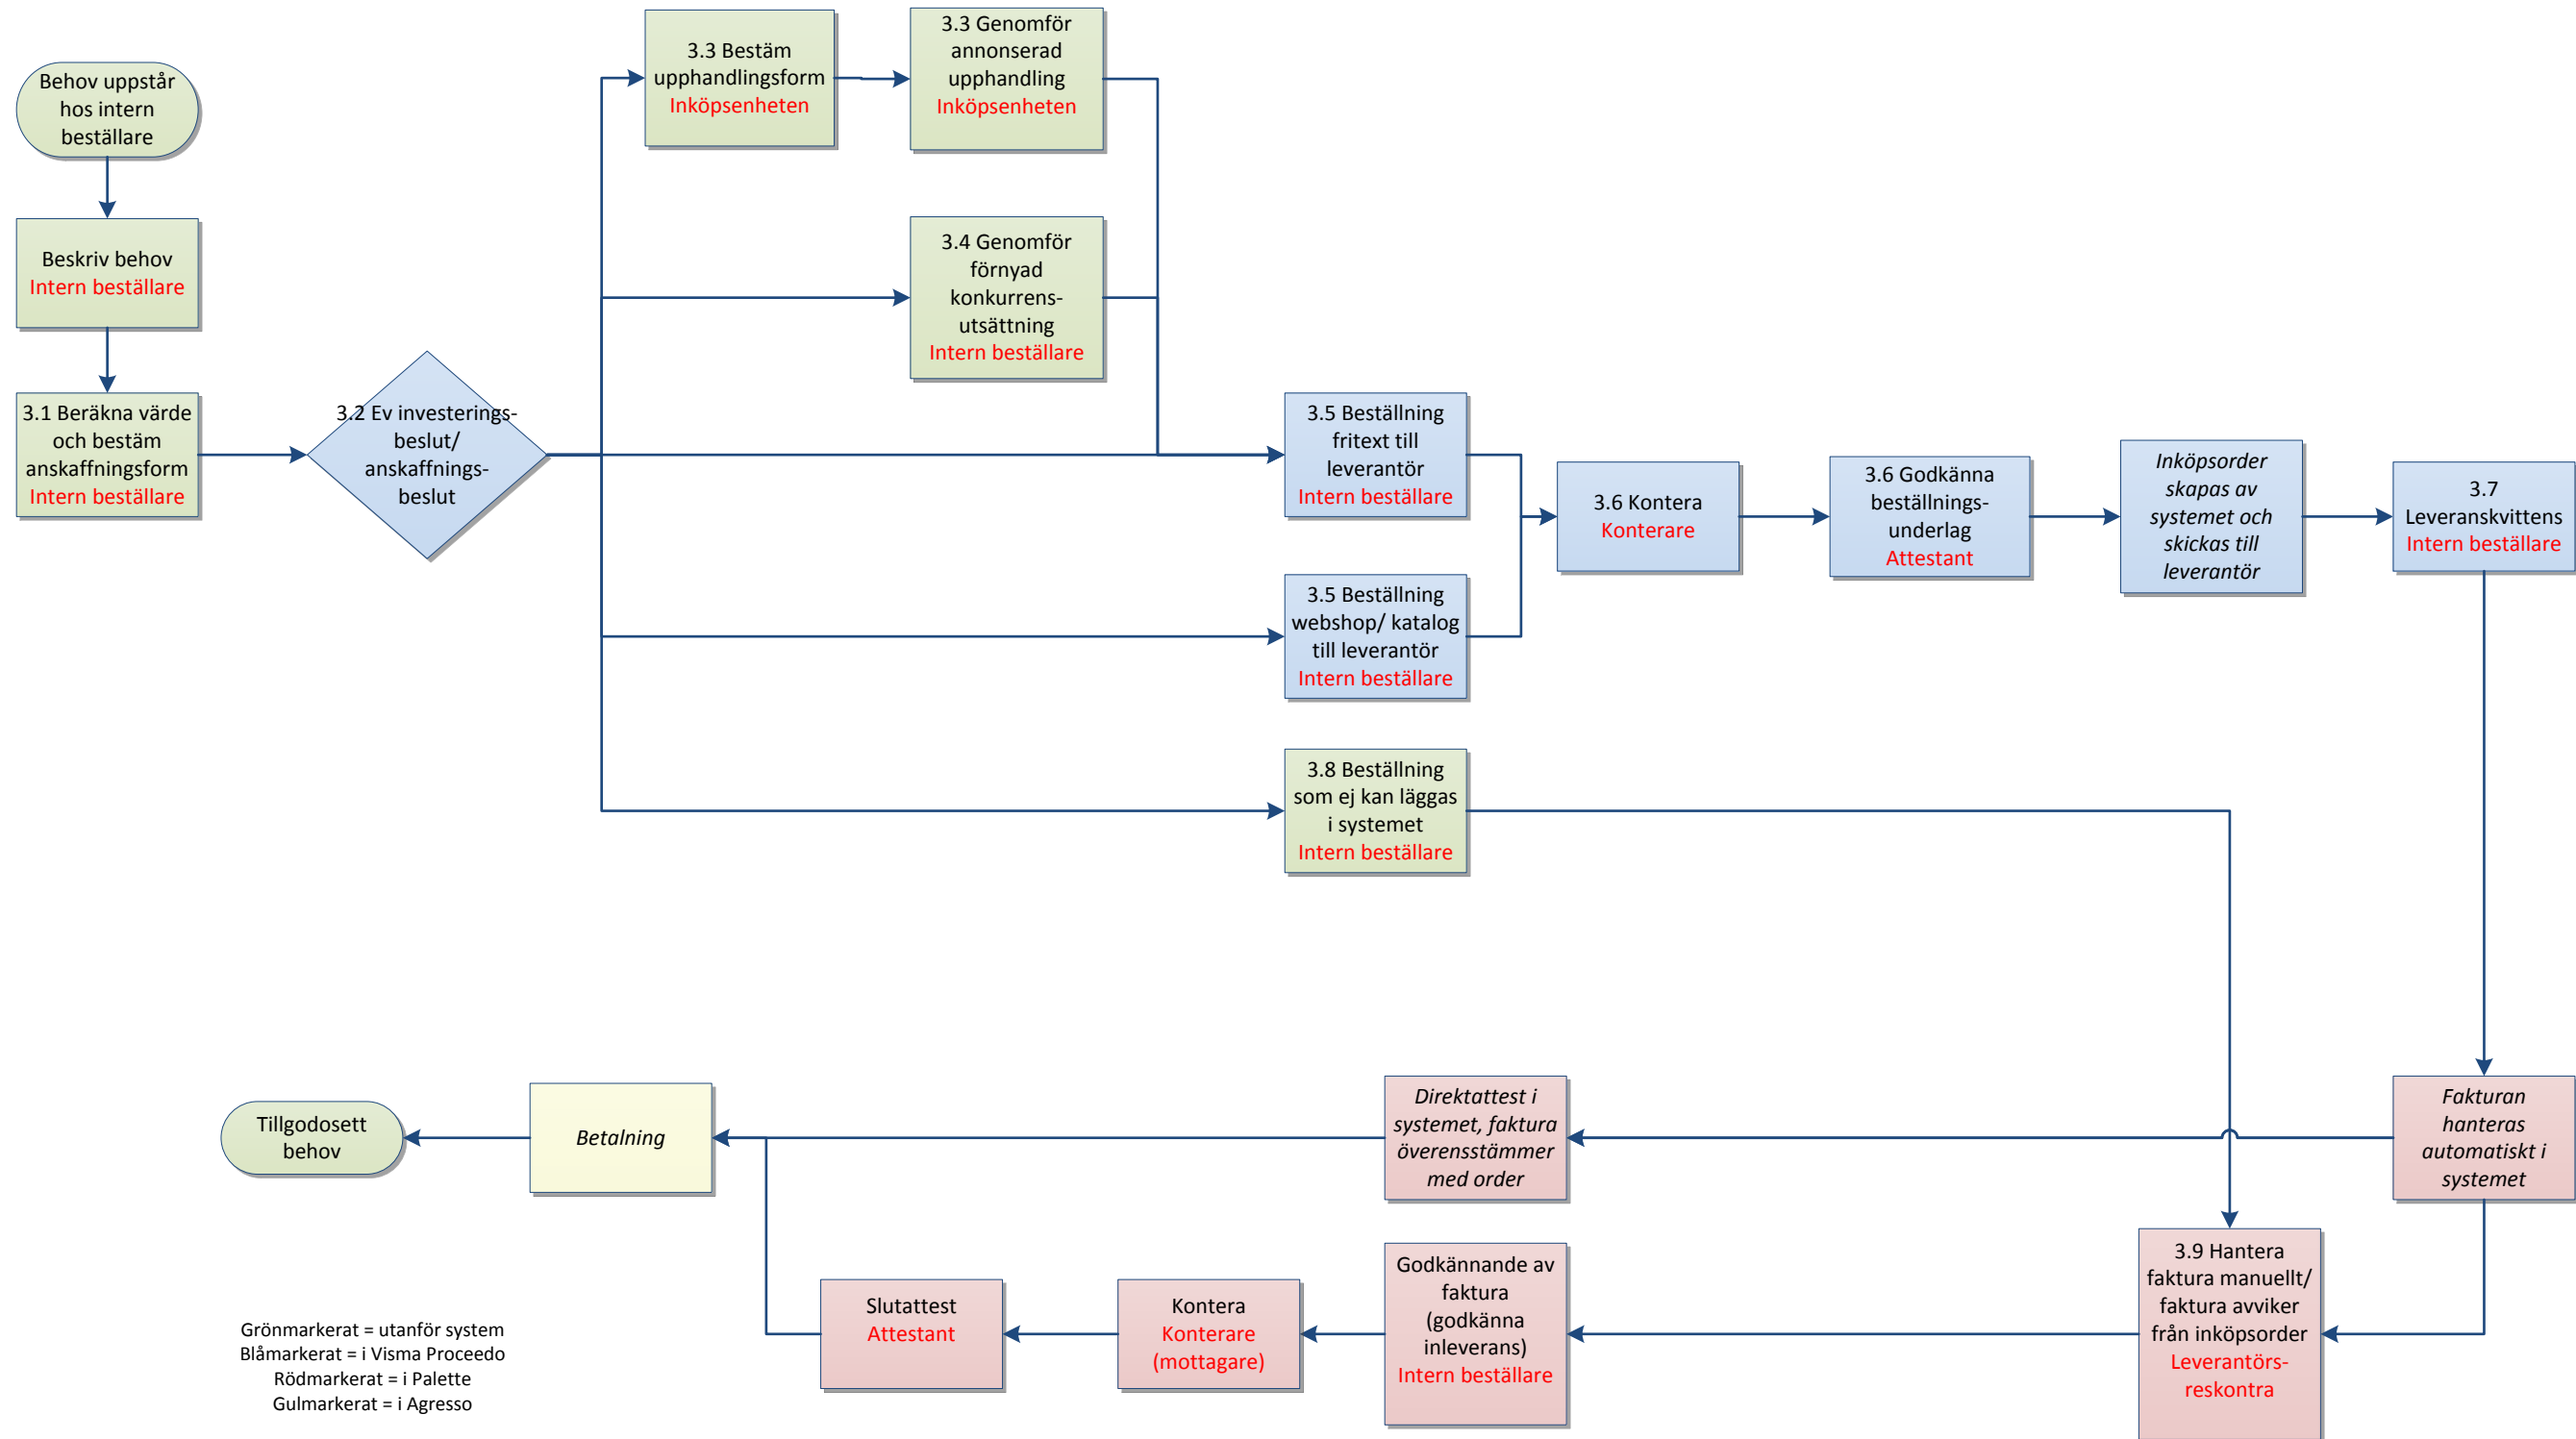 Behov uppstår
hos intern
beställare
Beskriv behov
Intern beställare
3.1 Beräkna värde
och bestäm
anskaffningsform
Intern beställare
3.2 Ev investerings-
beslut/
anskaffnings-
beslut
3.3 Bestäm
upphandlingsform
Inköpsenheten
3.3 Genomför
annonserad
upphandling
Inköpsenheten
3.4 Genomför
förnyad
konkurrens-
utsättning
Intern beställare
3.5 Beställning
fritext till
leverantör
Intern beställare
3.5 Beställning
webshop/ katalog
till leverantör
Intern beställare
3.6 Kontera
Konterare
3.6 Godkänna
beställnings-
underlag
Attestant
Inköpsorder
skapas av
systemet och
skickas till
leverantör
3.7
Leveranskvittens
Intern beställare
3.8 Beställning
som ej kan läggas
i systemet
Intern beställare
Fakturan
hanteras
automatiskt i
systemet
Direktattest i
systemet, faktura
överensstämmer
med order
Betalning
Tillgodosett
behov
3.9 Hantera
faktura manuellt/
faktura avviker
från inköpsorder
Leverantörs-
reskontra
Godkännande av
faktura
(godkänna
inleverans)
Intern beställare
Kontera
Konterare
(mottagare)
Slutattest
Attestant
Grönmarkerat = utanför system
Blåmarkerat = i Visma Proceedo
Rödmarkerat = i Palette
Gulmarkerat = i Agresso